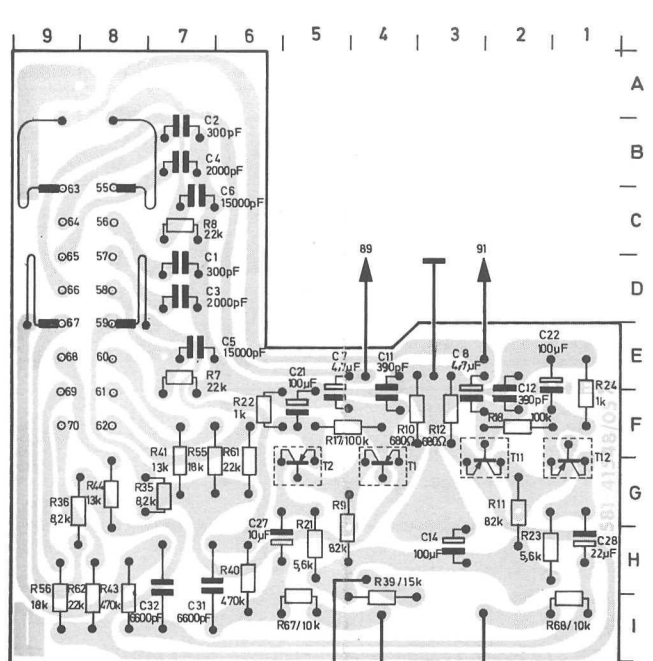 9 8 7 6 5 4 3 2 1
A
C2
300pF
B
C4
2000pF
C6
15000pF
63 55
C
64 56
R8
22k
89 91
65 57
C1
300pF
D
66 58
C3
2000pF
67 59
C5
15000pF
C7
4,7µF
C11
390pF
C8
4,7µF
C22
100µF
E
68 60
R7
22k
C21
100µF
C12
390pF
R24
1k
69 61
R22
1k
R18
100k
F
70 62
R17/100k
R10
680Ω
R12
680Ω
R41
13k
R55
18k
R61
22k
T2
T1
T11
T12
G
R36
8,2k
R44
13k
R35
8,2k
R9
82k
R11
82k
C27
10µF
R21
5,6k
C14
100µF
R23
5,6k
C28
22µF
H
R56
18k
R62
22k
R43
470k
C32
6600pF
C31
6600pF
R40
470k
R39/15k
I
R67/10k
R68/10k